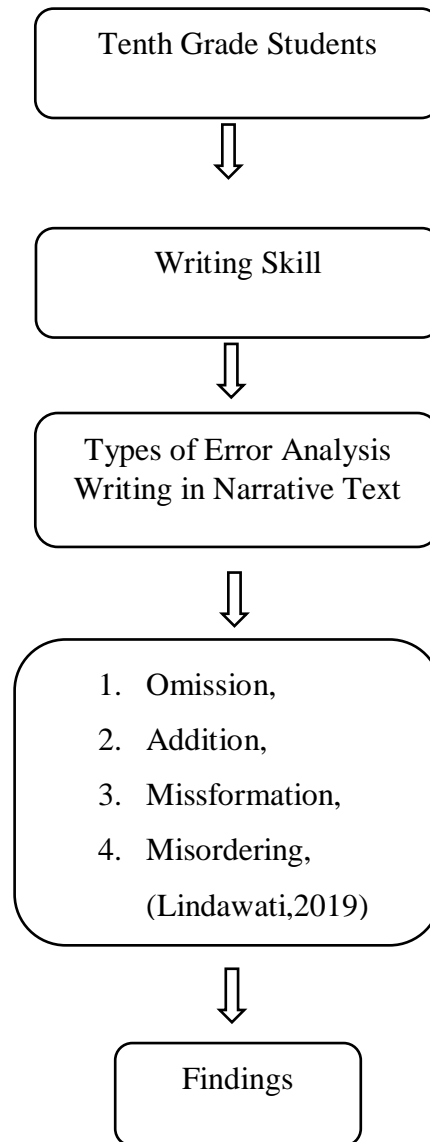 Tenth Grade Students
Writing Skill
Types of Error Analysis
Writing in Narrative Text
1. Omission,
2. Addition,
3. Missformation,
4. Misordering,
(Lindawati,2019)
Findings